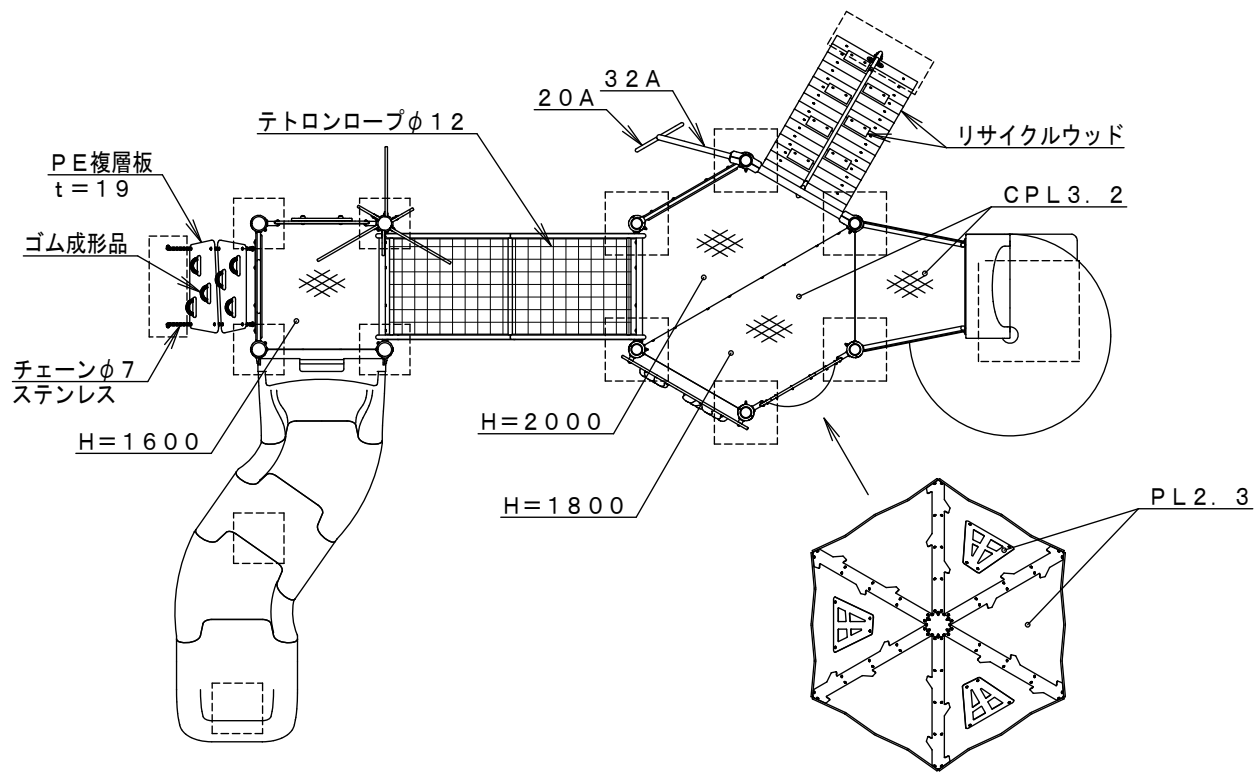 ３２Ａ
２０Ａ
テトロンロープφ１２
リサイクルウッド
ＰＥ複層板
ｔ＝１９
ＣＰＬ３．２
ゴム成形品
チェーンφ７
ステンレス
Ｈ＝１６００
Ｈ＝２０００
Ｈ＝１８００
ＰＬ２．３